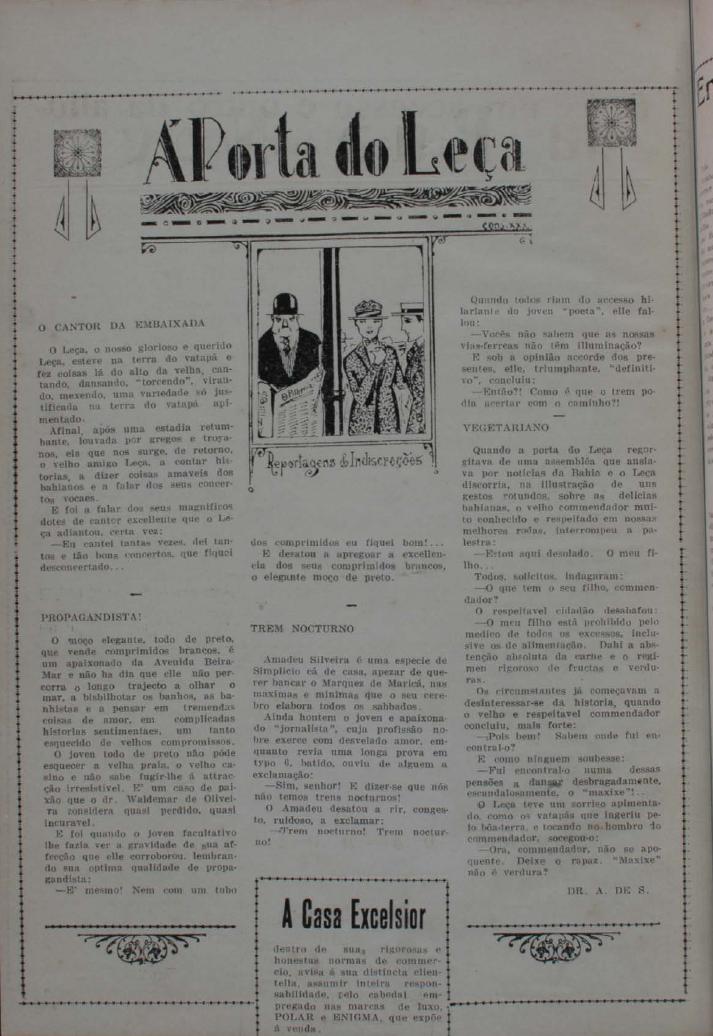 Á Porta do Leça
Reportagens & Indiscreções
O CANTOR DA EMBAIXADA
O Leça, o nosso glorioso e querido
Leça, esteve na terra do vatapá e
fez coisas lá do alto da velha, can-
tando, dansando, "torcendo", viran-
do, mexendo, uma variedade só jus-
tificada na terra do vatapá api-
mentado.
Afinal, após uma estadia retum-
bante, louvada por gregos e troya-
nos, eis que nos surge, de retorno,
o velho amigo Leça, a contar his-
torias, a dizer coisas amaveis dos
bahianos e a falar dos seus concer-
tos vocaes.
E foi a falar dos seus magnificos
dotes de cantor excellente que o Le-
ça adiantou, certa vez:
—Eu cantei tantas vezes, dei tan-
tos e tão bons concertos, que fiquei
desconcertado...
PROPAGANDISTA!
O moço elegante, todo de preto,
que vende comprimidos brancos, é
um apaixonado da Avenida Beira-
Mar e não ha dia que elle não per-
corra o longo trajecto a olhar o
mar, a bisbilhotar os banhos, as ba-
nhistas e a pensar em tremendas
coisas de amor, em complicadas
historias sentimentaes, um tanto
esquecido de velhos compromissos.
O joven todo de preto não póde
esquecer a velha praia, o velho ca-
sino e não sabe fugir-lhe á attrac-
ção irresistivel. E' um caso de pai-
xão que o dr. Waldemar de Olivei-
ra considera quasi perdido, quasi
incuravel.
E foi quando o joven facultativo
lhe fazia ver a gravidade de sua af-
fecção que elle corroborou, lembran-
do sua optima qualidade de propa-
gandista:
—E' mesmo! Nem com um tubo
dos comprimidos eu fiquei bom!...
E desatou a apregoar a excellen-
cia dos seus comprimidos brancos,
o elegante moço de preto.
TREM NOCTURNO
Amadeu Silveira é uma especie de
Simplicio cá de casa, apezar de que-
rer bancar o Marquez de Maricá, nas
maximas e minimas que o seu cere-
bro elabora todos os sabbados.
Ainda hontem o joven e apaixona-
do "jornalista", cuja profissão no-
bre exerce com desvelado amor, em-
quanto revia uma longa prova em
typo 6, batido, ouviu de alguem a
exclamação:
—Sim, senhor! E dizer-se que nós
não temos trens nocturnos!
O Amadeu desatou a rir, conges-
to, ruidoso, a exclamar:
—Trem nocturno! Trem noctur-
no!
Quando todos riam do accesso hi-
lariante do joven "poeta", elle fal-
lou:
—Vocês não sabem que as nossas
vias-ferreas não têm illuminação?
E sob a opinião accorde dos pre-
sentes, elle, triumphante, "definiti-
vo", concluiu:
—Então?! Como é que o trem po-
dia acertar com o caminho?!
VEGETARIANO
Quando a porta do Leça regor-
gitava de uma assembléa que ansia-
va por noticias da Bahia e o Leça
discorria, na illustração de uns
gestos rotundos, sobre as delicias
bahianas, o velho commendador mui-
to conhecido e respeitado em nossas
melhores rodas, interrompeu a pa-
lestra:
—Estou aqui desolado. O meu fi-
lho...
Todos, solicitos, indagaram:
—O que tem o seu filho, commen-
dador?
O respeitavel cidadão desabafou:
—O meu filho está prohibido pelo
medico de todos os excessos, inclu-
sive os de alimentação. Dahi a abs-
tenção absoluta da carne e o regi-
men rigoroso de fructas e verdu-
ras.
Os circumstantes já começavam a
desinteressar-se da historia, quando
o velho e respeitavel commendador
concluiu, mais forte:
—Pois bem! Sabem onde fui en-
contral-o?
E como ninguem soubesse:
—Fui encontral-o numa dessas
pensões a dansar desbragadamente,
escandalosamente, o "maxixe"!...
O Leça teve um sorriso apimenta-
do, como os vatapás que ingeriu pe-
la bôa-terra, e tocando no hombro do
commendador, socegou-o:
—Ora, commendador, não se apo-
quente. Deixe o rapaz. "Maxixe"
não é verdura?
DR. A. DE S.
A Casa Excelsior
dentro de suas rigorosas e
honestas normas de commer-
cio, avisa á sua distincta clien-
tella, assumir inteira respon-
sabilidade, pelo cabedal em-
pregado nas marcas de luxo,
POLAR e ENIGMA, que expõe
á venda.